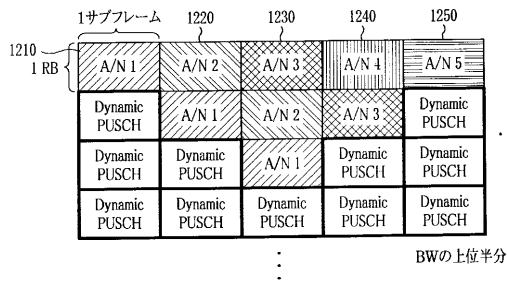 1サブフレーム 1220 1230 1240 1250
1210
1 RB
A/N 1 A/N 2 A/N 3 A/N 4 A/N 5
Dynamic PUSCH A/N 1 A/N 2 A/N 3 Dynamic PUSCH
Dynamic PUSCH Dynamic PUSCH A/N 1 Dynamic PUSCH Dynamic PUSCH
Dynamic PUSCH Dynamic PUSCH Dynamic PUSCH Dynamic PUSCH Dynamic PUSCH
BWの上位半分